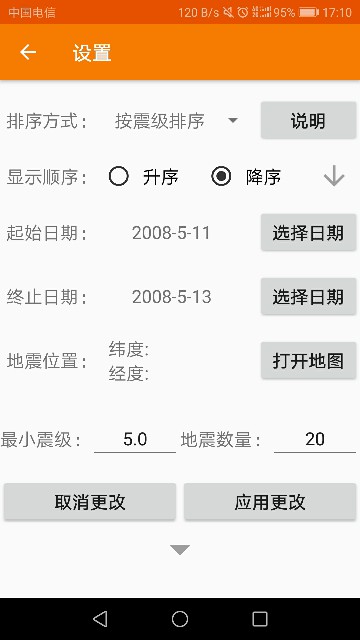 中国电信 120 B/s 95% 17:10
设置
排序方式： 按震级排序 说明
显示顺序： 升序 降序
起始日期： 2008-5-11 选择日期
终止日期： 2008-5-13 选择日期
地震位置： 纬度: 打开地图
经度:
最小震级： 5.0 地震数量： 20
取消更改 应用更改